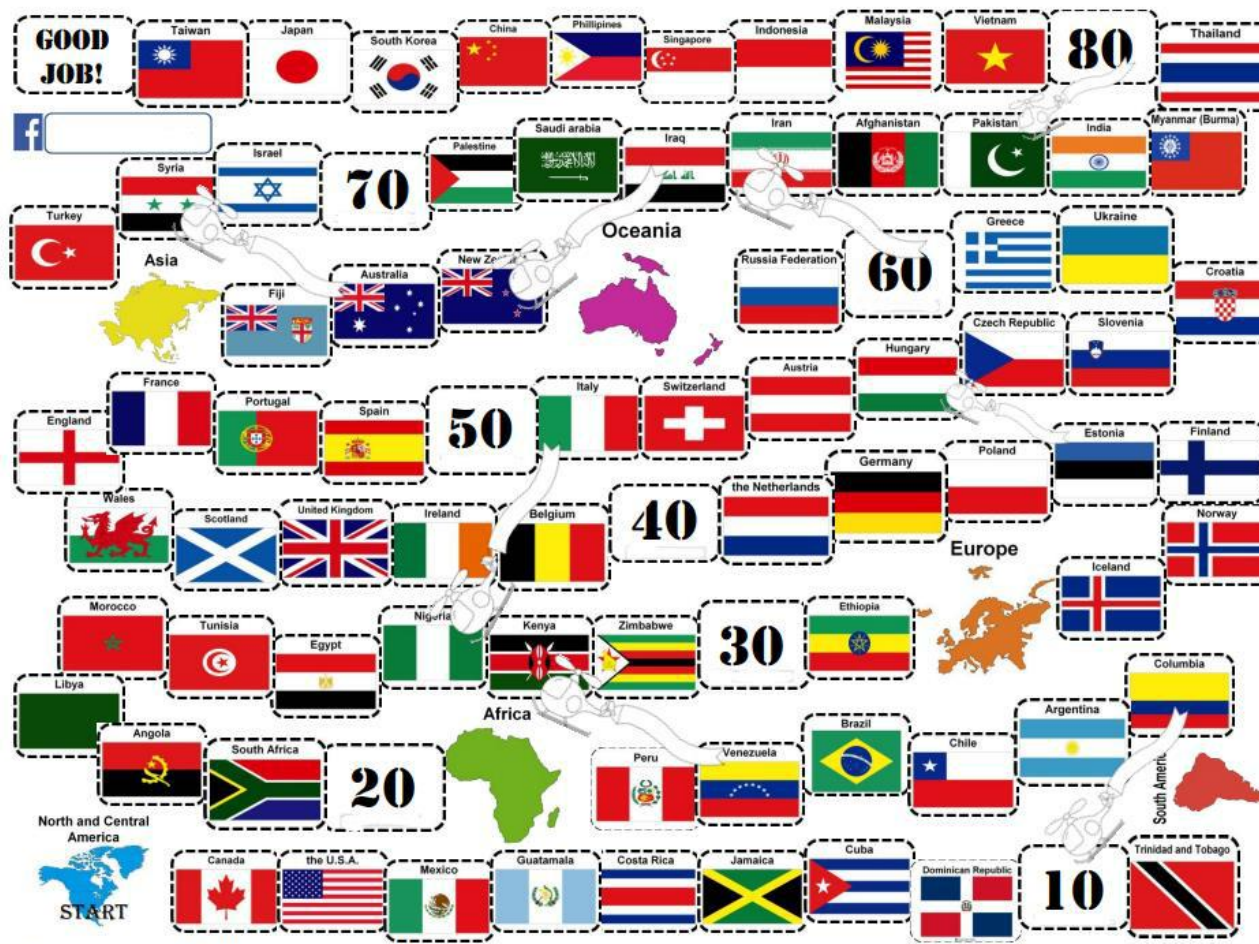 GOOD
JOB!
Taiwan
Japan
South Korea
China
Phillipines
Singapore
Indonesia
Malaysia
Vietnam
80
Thailand
f
Syria
Israel
70
Palestine
Saudi arabia
Iraq
Iran
Afghanistan
Pakistan
India
Myanmar (Burma)
Turkey
Asia
Fiji
Australia
New
Oceania
Russia Federation
60
Greece
Ukraine
Croatia
England
France
Portugal
Spain
50
Italy
Switzerland
Austria
Hungary
Czech Republic
Slovenia
Wales
Scotland
United Kingdom
Ireland
Belgium
40
the Netherlands
Germany
Poland
Estonia
Finland
Norway
Europe
Iceland
Morocco
Tunisia
Egypt
Nigeria
Kenya
Zimbabwe
30
Ethiopia
Libya
Angola
South Africa
20
Africa
Peru
Venezuela
Brazil
Chile
Argentina
Columbia
North and Central
America
START
Canada
the U.S.A.
Mexico
Guatamala
Costa Rica
Jamaica
Cuba
Dominican Republic
10
Trinidad and Tobago
South